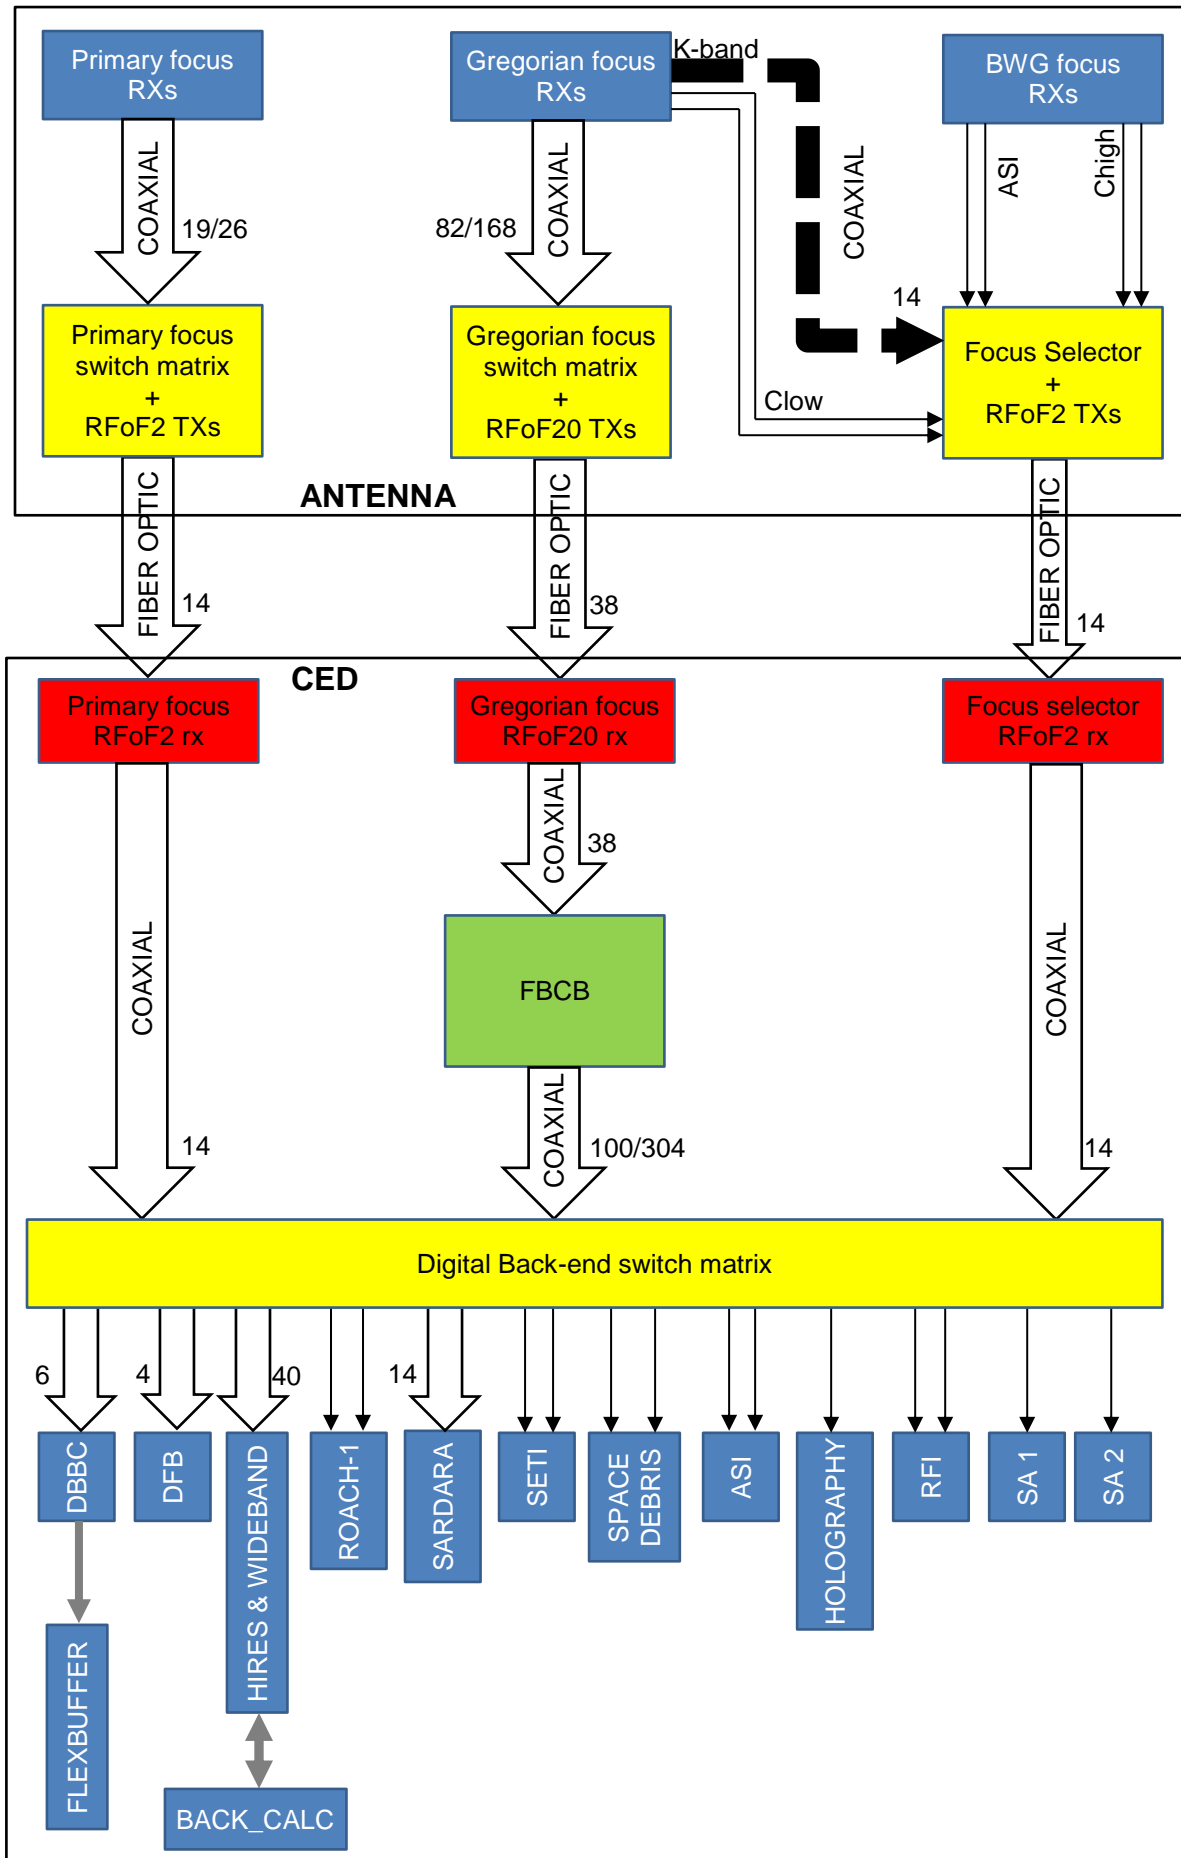 Primary focus
RXs
Gregorian focus
RXs
K-band
BWG focus
RXs
COAXIAL
19/26
82/168
COAXIAL
COAXIAL
ASI
Chigh
14
Primary focus
switch matrix
+
RFoF2 TXs
Gregorian focus
switch matrix
+
RFoF20 TXs
Clow
Focus Selector
+
RFoF2 TXs
ANTENNA
FIBER OPTIC
14
FIBER OPTIC
38
FIBER OPTIC
14
CED
Primary focus
RFoF2 rx
Gregorian focus
RFoF20 rx
Focus selector
RFoF2 rx
COAXIAL
38
FBCB
COAXIAL
14
COAXIAL
100/304
COAXIAL
14
Digital Back-end switch matrix
6
4
40
14
DBBC
DFB
HIRES & WIDEBAND
ROACH-1
SARDARA
SETI
SPACE
DEBRIS
ASI
HOLOGRAPHY
RFI
SA 1
SA 2
FLEXBUFFER
BACK_CALC